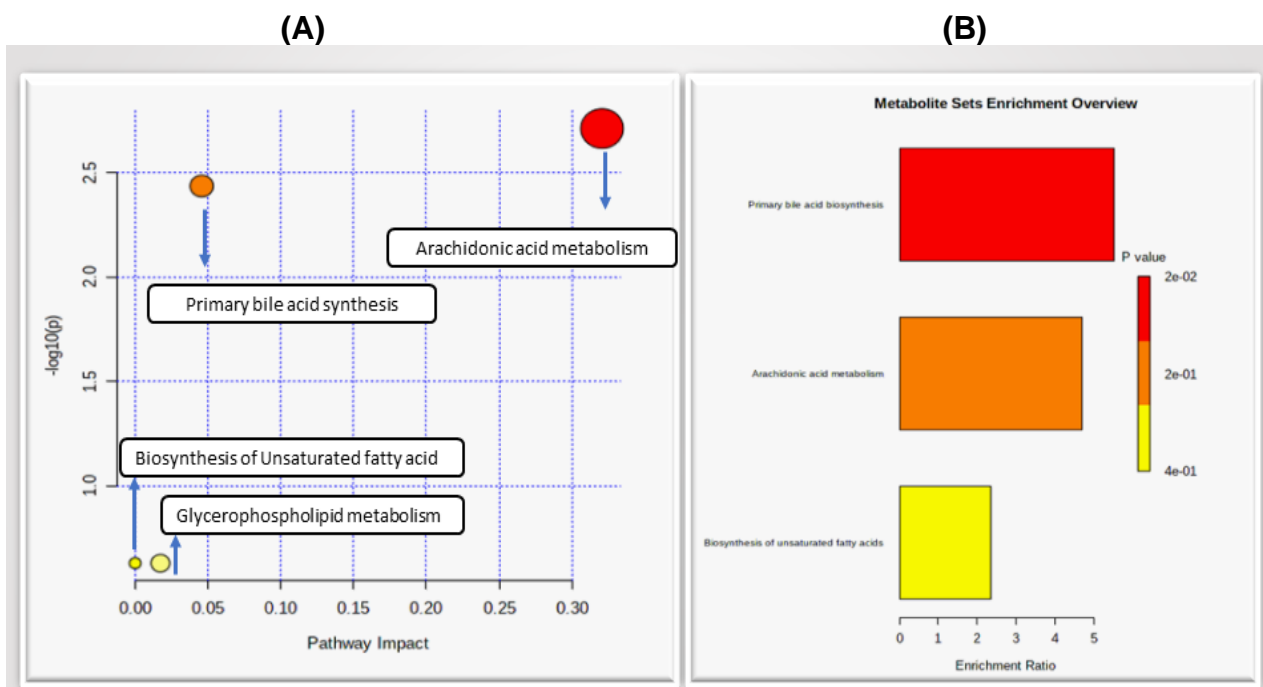 (A)
(B)
2.5
2.0
1.5
1.0
-log10(p)
Arachidonic acid metabolism
Primary bile acid synthesis
Biosynthesis of Unsaturated fatty acid
Glycerophospholipid metabolism
0.00 0.05 0.10 0.15 0.20 0.25 0.30
Pathway Impact
Metabolite Sets Enrichment Overview
Primary bile acid biosynthesis
Arachidonic acid metabolism
Biosynthesis of unsaturated fatty acids
P value
2e-02
2e-01
4e-01
0 1 2 3 4 5
Enrichment Ratio